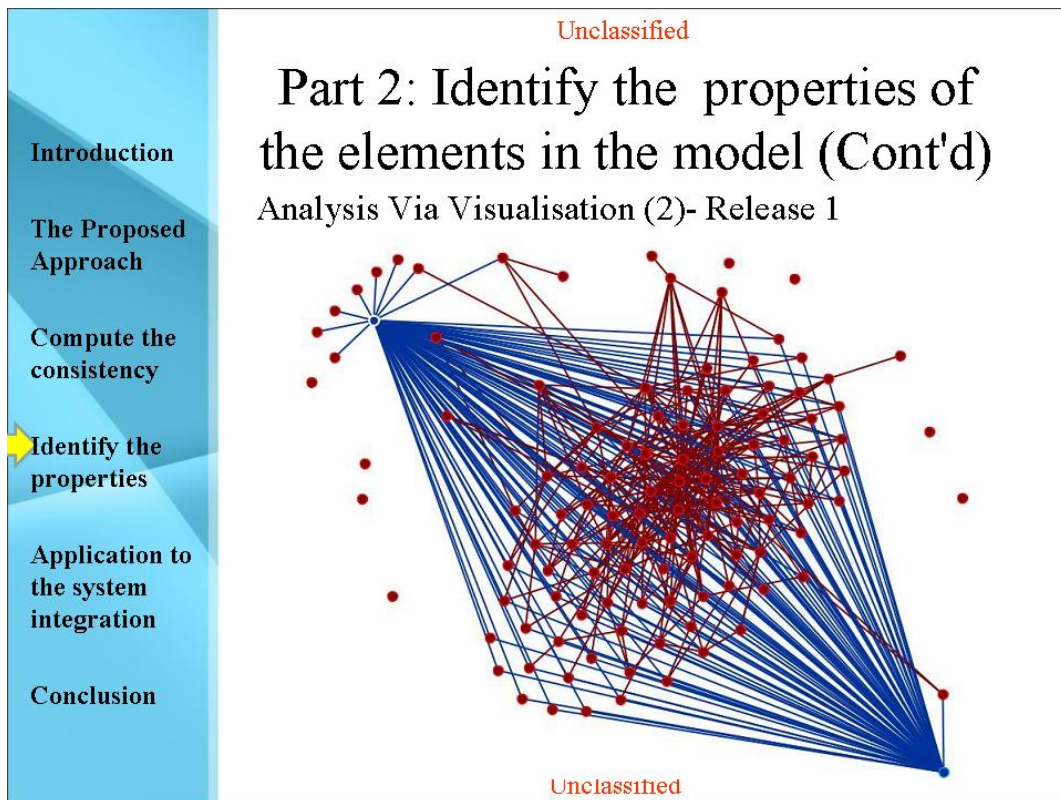 Unclassified
Part 2: Identify the properties of
the elements in the model (Cont'd)
Analysis Via Visualisation (2)- Release 1
Introduction
The Proposed
Approach
Compute the
consistency
Identify the
properties
Application to
the system
integration
Conclusion
Unclassified